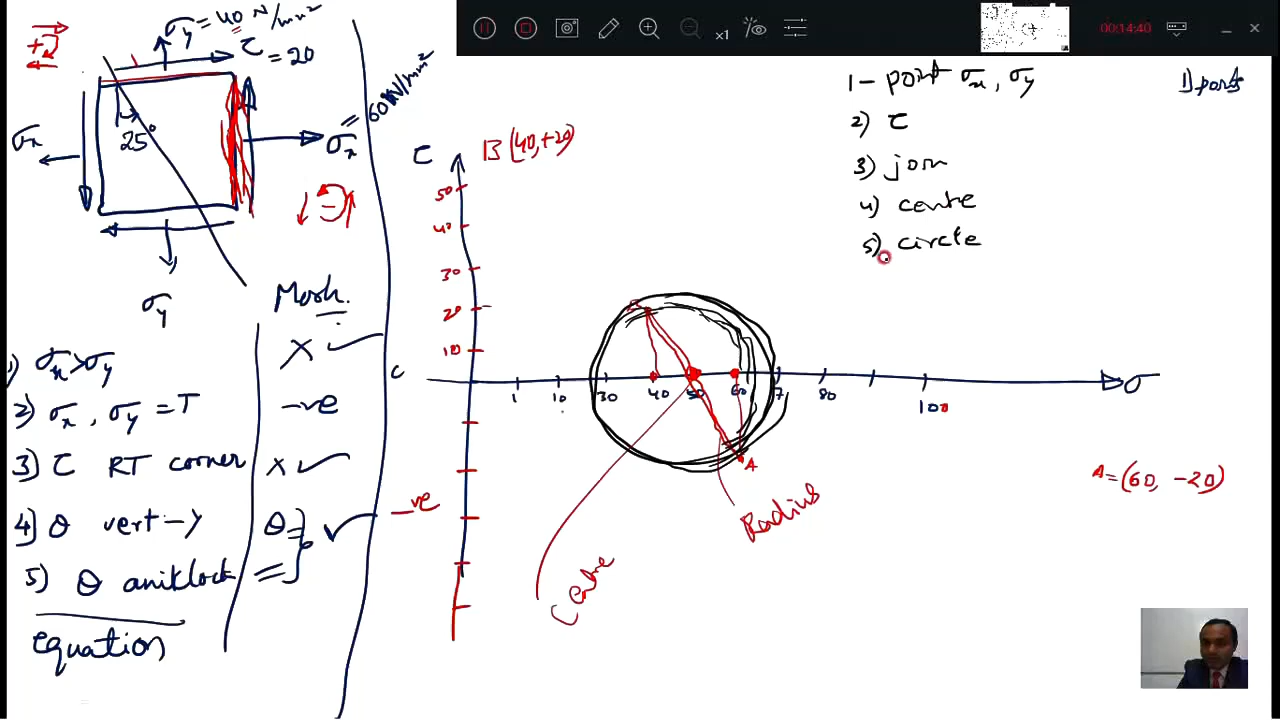 σy = 40 N/mm²
τ = 20
+
25°
σx
σx = 60 N/mm²
σy
Mohr
1) σx>σy
× ✓
2) σx, σy = T
-ve
3) τ RT corner
× ✓
4) θ vert →
θ =
5) θ aniklock
=
equation
x1
00:14:40
1 - point σx, σy
1) point
2) τ
3) join
4) centre
5) circle
τ
B (40, +20)
50
40
30
20
10
1
10
30
40
50
60
7
80
100
σ
A
A = (60, -20)
-ve
Radius
Centre